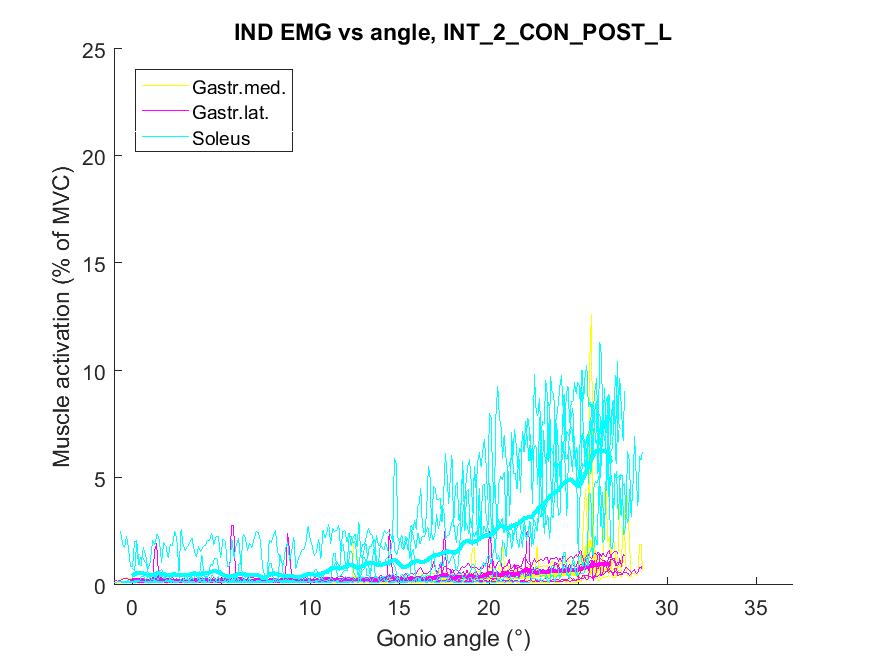 IND EMG vs angle, INT_2_CON_POST_L
25
Gastr.med.
Gastr.lat.
Soleus
20
15
10
5
0
Muscle activation (% of MVC)
0 5 10 15 20 25 30 35
Gonio angle (°)